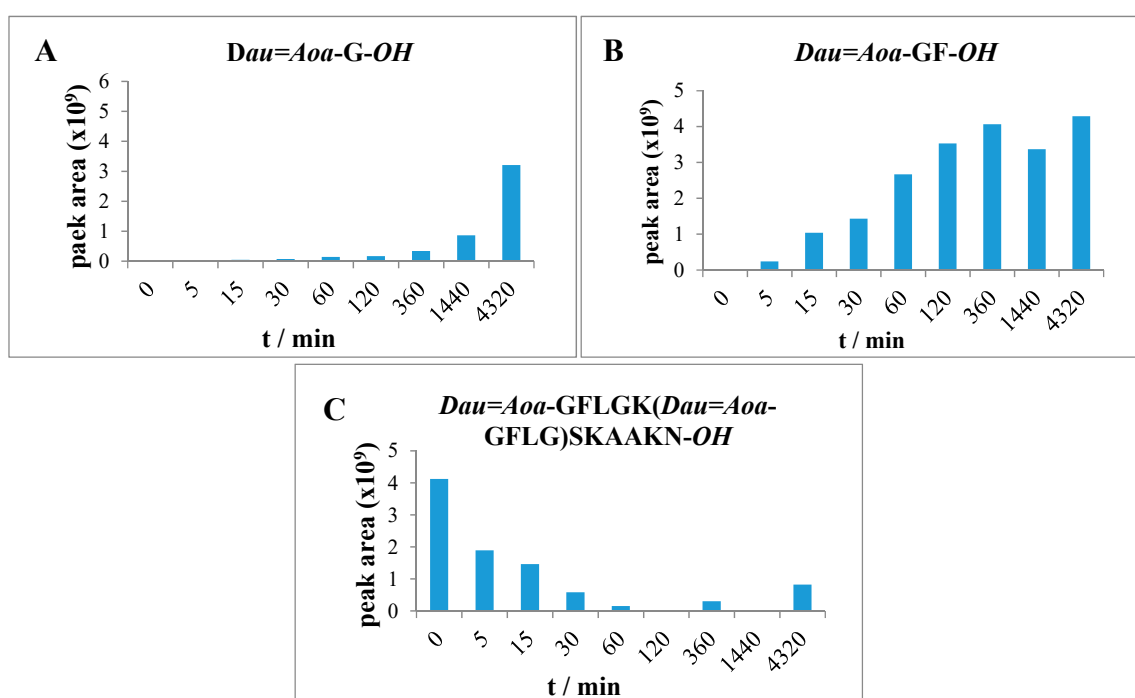 A
Dau=Aoa-G-OH
paek area (x10⁹)
6
5
4
3
2
1
0
0 5 15 30 60 120 360 1440 4320
t / min
B
Dau=Aoa-GF-OH
peak area (x10⁹)
5
4
3
2
1
0
0 5 15 30 60 120 360 1440 4320
t / min
C
Dau=Aoa-GFLGK(Dau=Aoa-
GFLG)SKAAKN-OH
peak area (x10⁹)
5
4
3
2
1
0
0 5 15 30 60 120 360 1440 4320
t / min